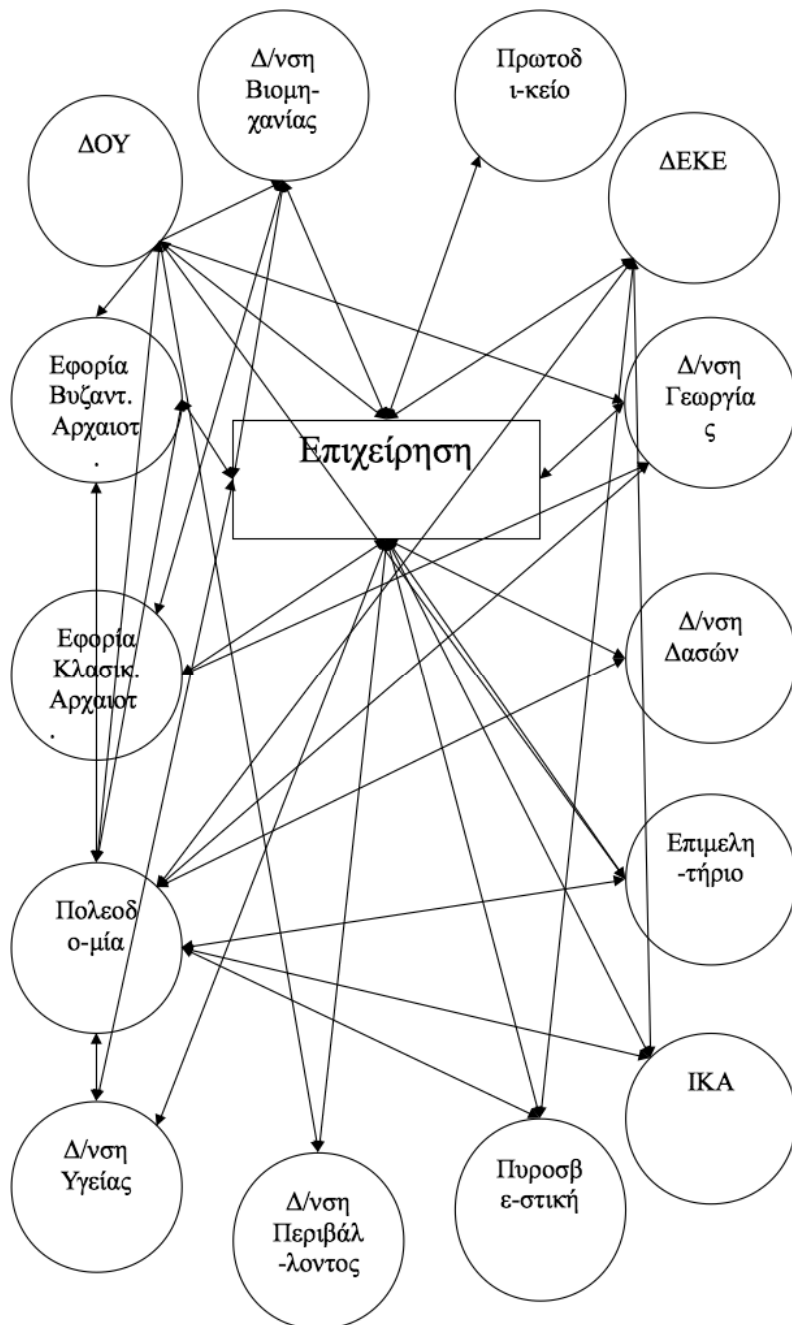 Δ/νση
Βιομη-
χανίας
Πρωτοδ
ι-κείο
ΔΟΥ
ΔΕΚΕ
Εφορία
Βυζαντ.
Αρχαιοτ
.
Επιχείρηση
Δ/νση
Γεωργία
ς
Εφορία
Κλασικ.
Αρχαιοτ
.
Δ/νση
Δασών
Πολεοδ
ο-μία
Επιμελη
-τήριο
Δ/νση
Υγείας
Δ/νση
Περιβάλ
-λοντος
Πυροσβ
ε-στική
ΙΚΑ